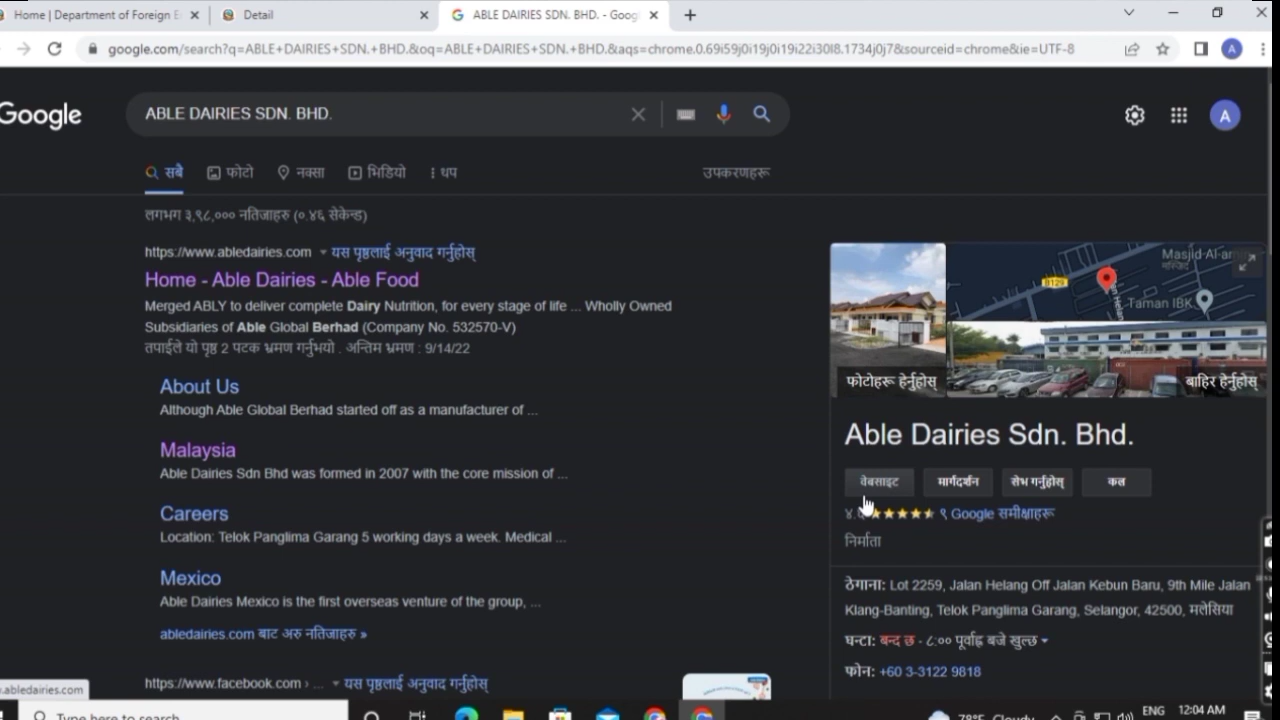 Home | Department of Foreign E
Detail
ABLE DAIRIES SDN. BHD. - Goog
google.com/search?q=ABLE+DAIRIES+SDN.+BHD.&oq=ABLE+DAIRIES+SDN.+BHD.&aqs=chrome.0.69i59j0i19j0i19i22i30l8.1734j0j7&sourceid=chrome&ie=UTF-8
A
Google
ABLE DAIRIES SDN. BHD.
A
सबै
फोटो
नक्सा
भिडियो
थप
उपकरणहरू
लगभग ३,९८,००० नतिजाहरु (०.४६ सेकेन्ड)
https://www.abledairies.com
यस पृष्ठलाई अनुवाद गर्नुहोस्
Home - Able Dairies - Able Food
Merged ABLY to deliver complete Dairy Nutrition, for every stage of life ... Wholly Owned
Subsidiaries of Able Global Berhad (Company No. 532570-V)
तपाईले यो पृष्ठ 2 पटक भ्रमण गर्नुभयो . अन्तिम भ्रमण : 9/14/22
About Us
Although Able Global Berhad started off as a manufacturer of ...
Malaysia
Able Dairies Sdn Bhd was formed in 2007 with the core mission of ...
Careers
Location: Telok Panglima Garang 5 working days a week. Medical ...
Mexico
Able Dairies Mexico is the first overseas venture of the group, ...
abledairies.com बाट अरु नतिजाहरु »
https://www.facebook.com › ...
यस पृष्ठलाई अनुवाद गर्नुहोस्
Masjid Al-am
मस्जिद
B129
Taman IBK
फोटोहरू हेर्नुहोस्
बाहिर हेर्नुहोस्
Able Dairies Sdn. Bhd.
वेबसाइट
मार्गदर्शन
सेभ गर्नुहोस्
कल
९ Google समीक्षाहरू
निर्माता
ठेगाना: Lot 2259, Jalan Helang Off Jalan Kebun Baru, 9th Mile Jalan
Klang-Banting, Telok Panglima Garang, Selangor, 42500, मलेसिया
घन्टा: बन्द छ · ८:०० पूर्वाह्न बजे खुल्छ
फोन: +60 3-3122 9818
.abledairies.com
Type here to search
78°F Cloudy
ENG
12:04 AM